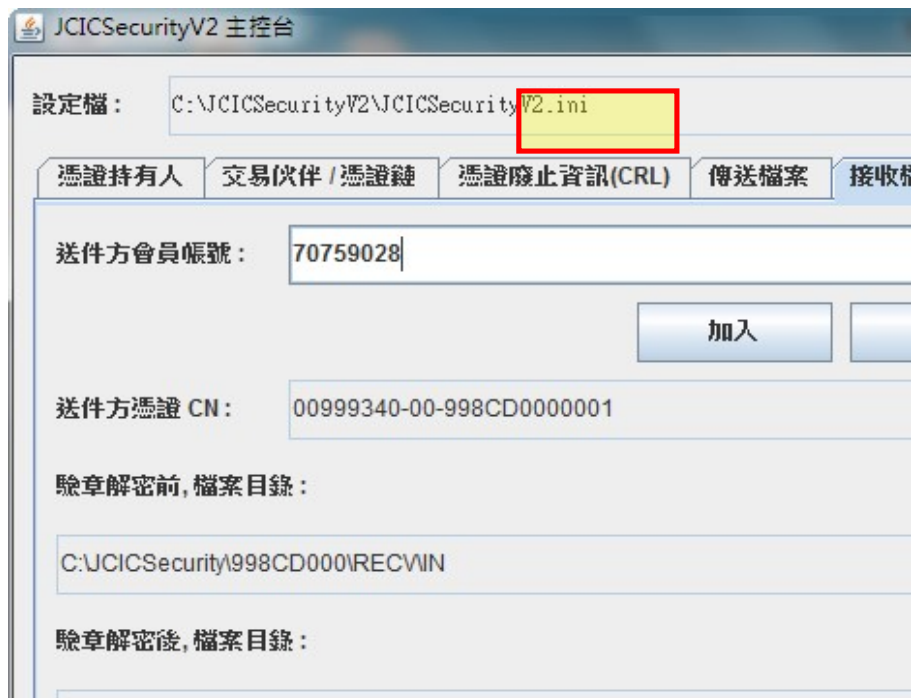 JCICSecurityV2 主控台
設定檔： C:\JCICSecurityV2\JCICSecurityV2.ini
憑證持有人 交易伙伴 / 憑證鏈 憑證廢止資訊(CRL) 傳送檔案 接收
送件方會員帳號： 70759028
加入
送件方憑證 CN： 00999340-00-998CD0000001
驗章解密前, 檔案目錄：
C:\JCICSecurity\998CD000\RECV\IN
驗章解密後, 檔案目錄：